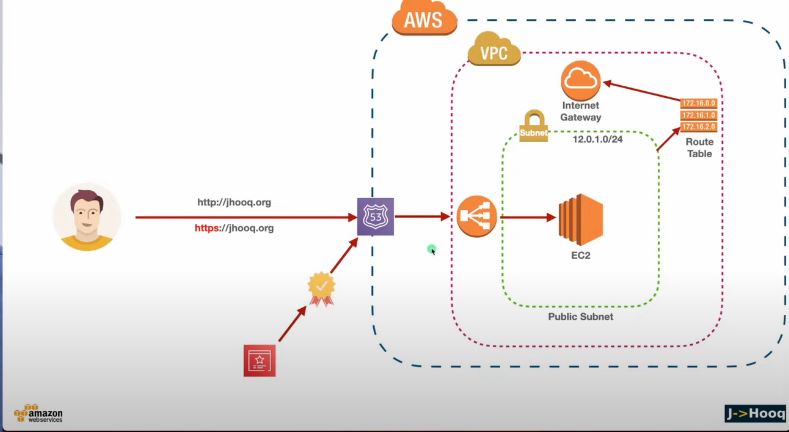 AWS
VPC
Internet
Gateway
172.16.0.0
172.16.1.0
172.16.2.0
Route
Table
Subnet
12.0.1.0/24
http://jhooq.org
https://jhooq.org
53
EC2
Public Subnet
amazon
webservices
J->Hooq